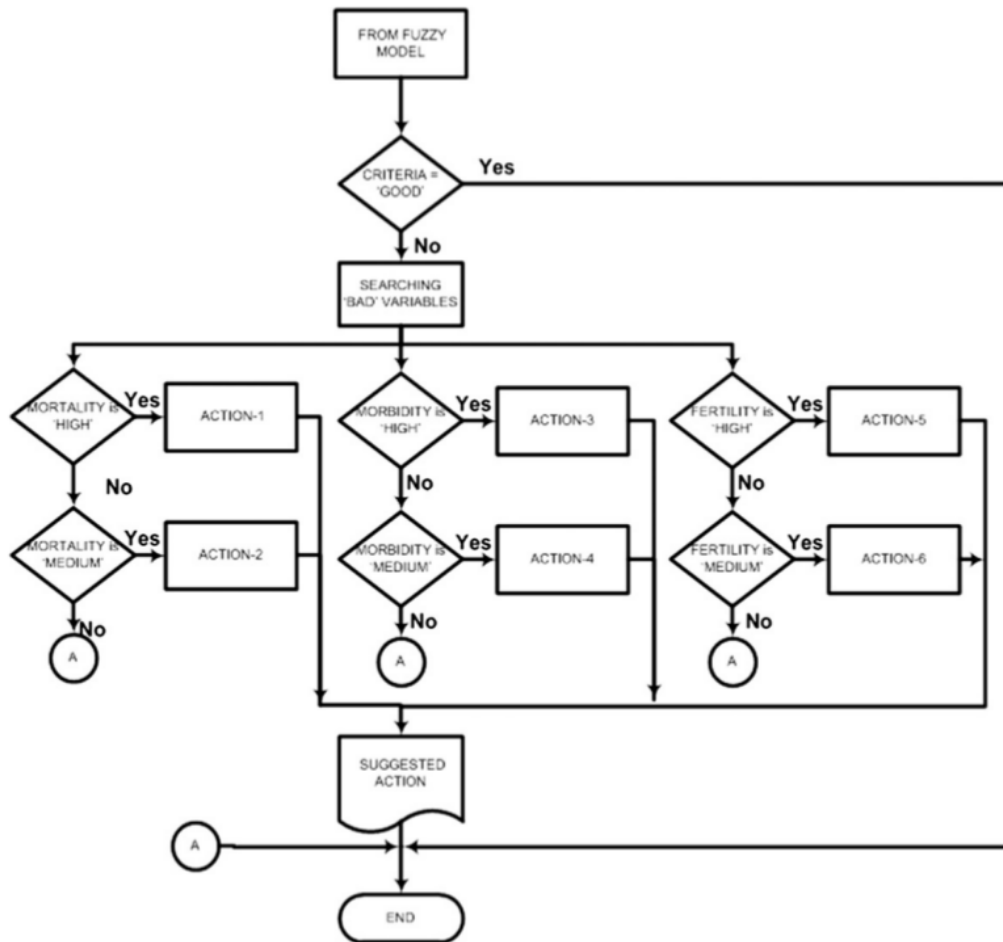 FROM FUZZY
MODEL
CRITERIA =
'GOOD'
Yes
No
SEARCHING
'BAD' VARIABLES
MORTALITY is
'HIGH'
Yes
ACTION-1
MORBIDITY is
'HIGH'
Yes
ACTION-3
FERTILITY is
'HIGH'
Yes
ACTION-5
No
No
No
MORTALITY is
'MEDIUM'
Yes
ACTION-2
MORBIDITY is
'MEDIUM'
Yes
ACTION-4
FERTILITY is
'MEDIUM'
Yes
ACTION-6
No
No
No
A
A
A
SUGGESTED
ACTION
A
END